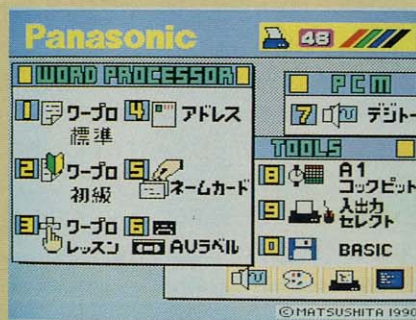 Panasonic
48
WORD PROCESSOR
1 ワープロ 標準
4 アドレス
2 ワープロ 初級
5 ネームカード
3 ワープロ レッスン
6 AVラベル
PCM
7 デジト
TOOLS
8 A1 コックピット
9 入出力 セレクト
0 BASIC
©MATSUSHITA 1990